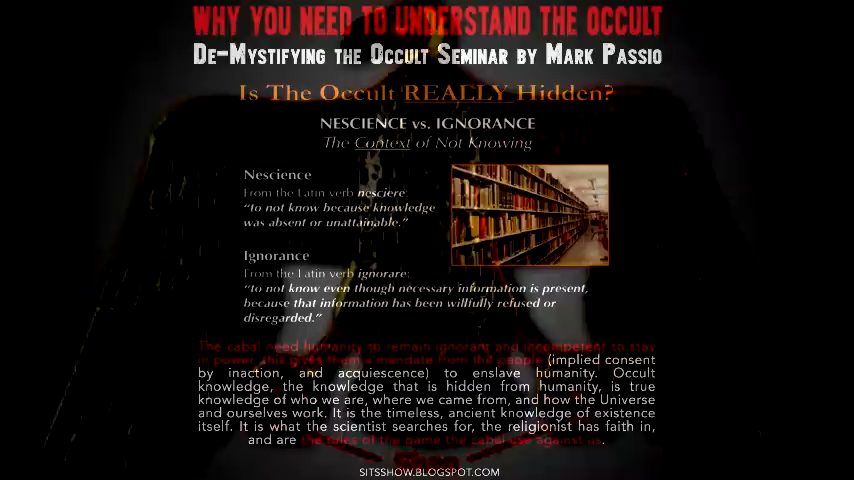 WHY YOU NEED TO UNDERSTAND THE OCCULT
DE-MYSTIFYING THE OCCULT SEMINAR BY MARK PASSIO
Is The Occult REALLY Hidden?
NESCIENCE vs. IGNORANCE
The Context of Not Knowing
Nescience
From the Latin verb nesciere:
“to not know because knowledge
was absent or unattainable.”
Ignorance
From the Latin verb ignorare:
“to not know even though necessary information is present,
because that information has been willfully refused or
disregarded.”
The cabal need humanity to remain ignorant and incompetent to stay
in power, this gives them a mandate from the people (implied consent
by inaction, and acquiescence) to enslave humanity. Occult
knowledge, the knowledge that is hidden from humanity, is true
knowledge of who we are, where we came from, and how the Universe
and ourselves work. It is the timeless, ancient knowledge of existence
itself. It is what the scientist searches for, the religionist has faith in,
and are the rules of the game the cabal use against us.
SITSSHOW.BLOGSPOT.COM